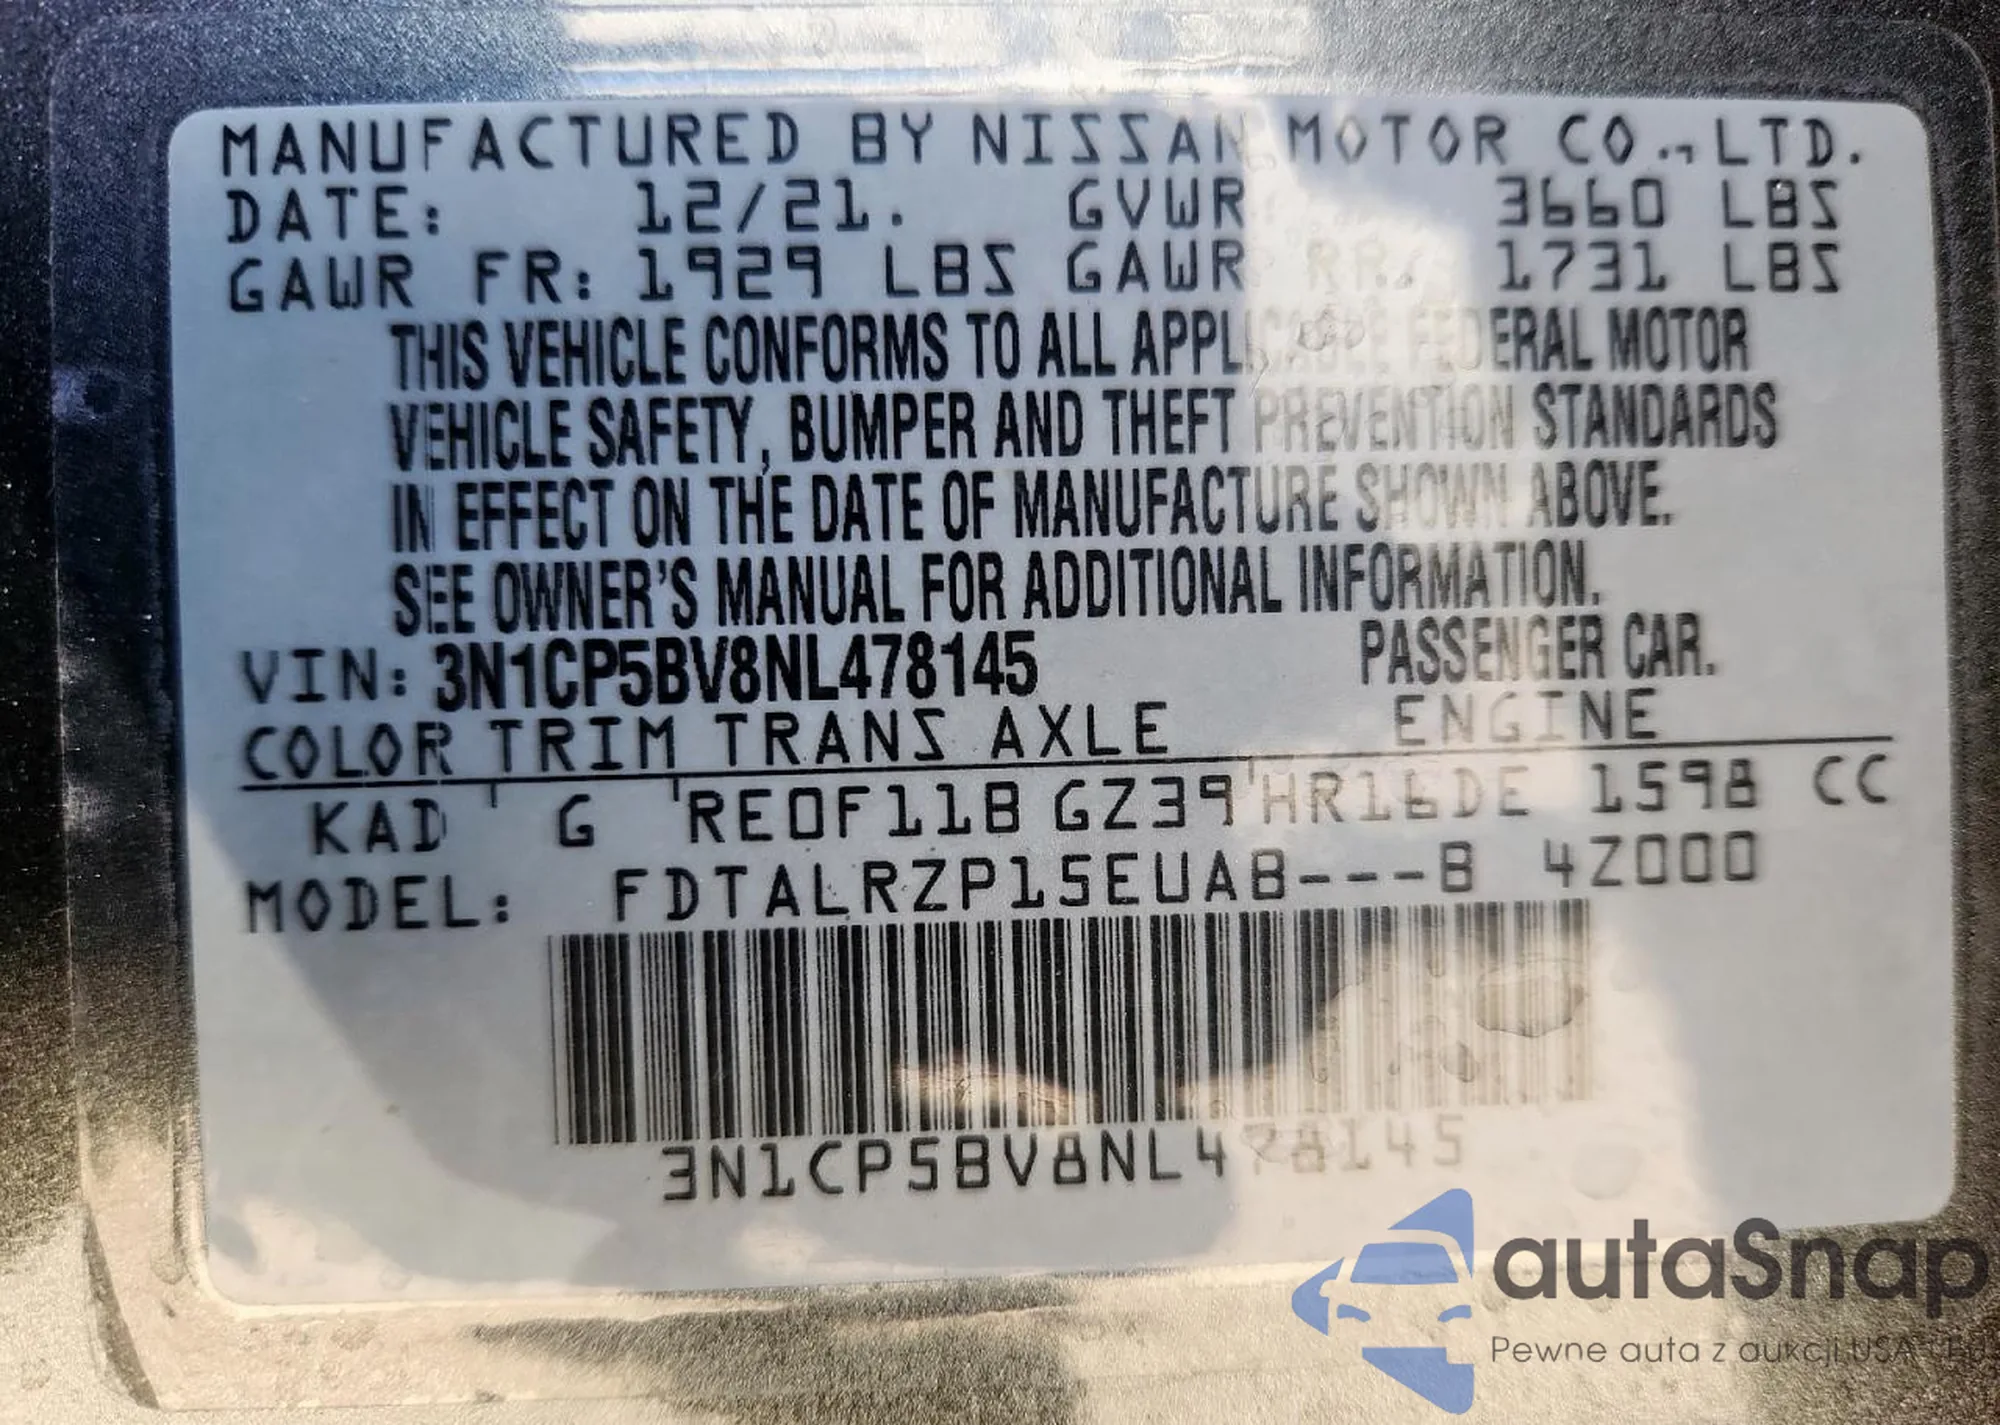 MANUFACTURED BY NISSAN MOTOR CO., LTD.
DATE: 12/21. GVWR 3660 LBS
GAWR FR: 1929 LBS GAWR RR. 1731 LBS
THIS VEHICLE CONFORMS TO ALL APPLICABLE FEDERAL MOTOR
VEHICLE SAFETY, BUMPER AND THEFT PREVENTION STANDARDS
IN EFFECT ON THE DATE OF MANUFACTURE SHOWN ABOVE.
SEE OWNER'S MANUAL FOR ADDITIONAL INFORMATION.
VIN: 3N1CP5BV8NL478145 PASSENGER CAR.
COLOR TRIM TRANS AXLE ENGINE
KAD ' G 'RE0F11B GZ39'HR16DE 1598 CC
MODEL: FDTALRZP15EUAB---B 4Z000
3N1CP5BV8NL478145
autaSnap
Pewne auta z aukcji USA